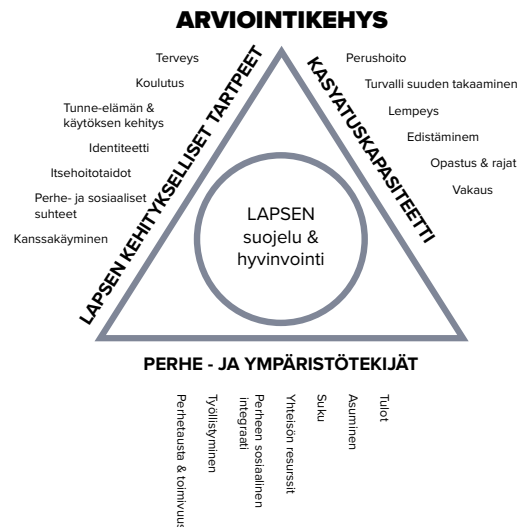 ARVIOINTIKEHYS
Terveys
Koulutus
Tunne-elämän &
käytöksen kehitys
Identiteetti
Itsehoitotaidot
Perhe- ja sosiaaliset
suhteet
Kanssakäyminen
LAPSEN KEHITYKSELLISET TARTPEET
KASYATUSKAPASITEETTI
Perushoito
Turvalli suuden takaaminen
Lempeys
Edistäminem
Opastus & rajat
Vakaus
LAPSEN
suojelu &
hyvinvointi
PERHE - JA YMPÄRISTÖTEKIJÄT
Perhetausta & toimivuus
Työllistyminen
Perheen sosiaalinen
integraati
Yhteisön resurssit
Suku
Asuminen
Tulot